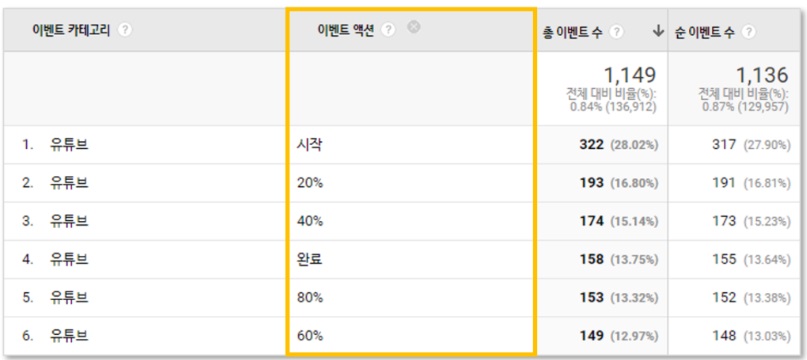 이벤트 카테고리 ? 이벤트 액션 ? 총 이벤트 수 ? 순 이벤트 수 ?
1,149 1,136
전체 대비 비율(%): 전체 대비 비율(%):
0.84% (136,912) 0.87% (129,957)
1. 유튜브 시작 322 (28.02%) 317 (27.90%)
2. 유튜브 20% 193 (16.80%) 191 (16.81%)
3. 유튜브 40% 174 (15.14%) 173 (15.23%)
4. 유튜브 완료 158 (13.75%) 155 (13.64%)
5. 유튜브 80% 153 (13.32%) 152 (13.38%)
6. 유튜브 60% 149 (12.97%) 148 (13.03%)